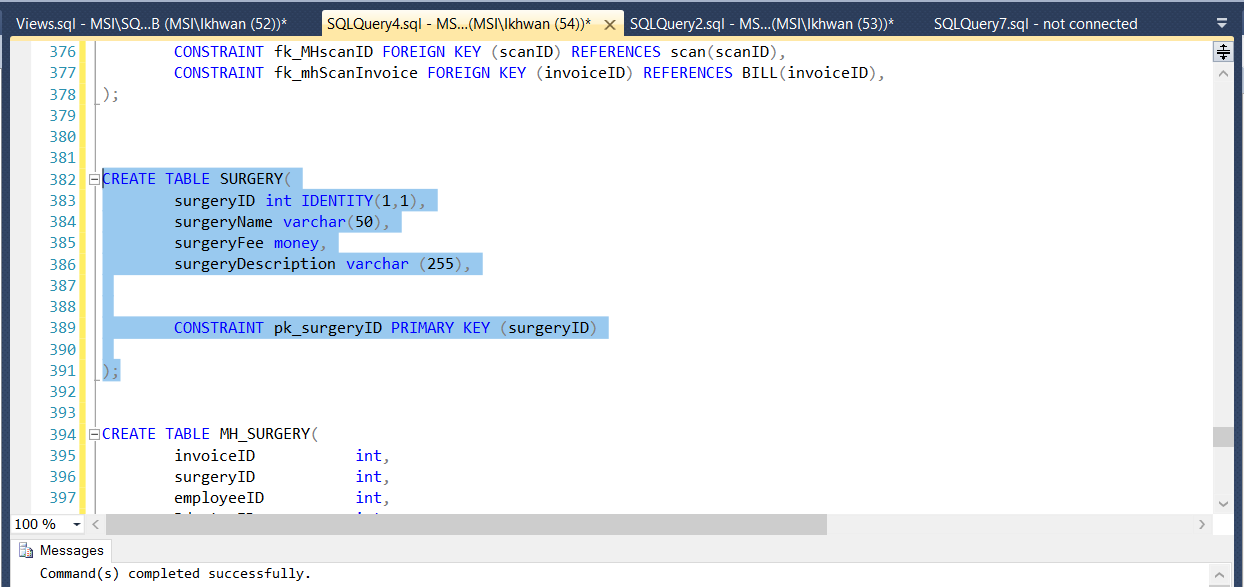 Views.sql - MSI\SQ...B (MSI\Ikhwan (52))* SQLQuery4.sql - MS...(MSI\Ikhwan (54))* SQLQuery2.sql - MS...(MSI\Ikhwan (53))* SQLQuery7.sql - not connected
376 CONSTRAINT fk_MHscanID FOREIGN KEY (scanID) REFERENCES scan(scanID),
377 CONSTRAINT fk_mhScanInvoice FOREIGN KEY (invoiceID) REFERENCES BILL(invoiceID),
378 );
379
380
381
382 CREATE TABLE SURGERY(
383 surgeryID int IDENTITY(1,1),
384 surgeryName varchar(50),
385 surgeryFee money,
386 surgeryDescription varchar (255),
387
388
389 CONSTRAINT pk_surgeryID PRIMARY KEY (surgeryID)
390
391 );
392
393
394 CREATE TABLE MH_SURGERY(
395 invoiceID int,
396 surgeryID int,
397 employeeID int,
100 %
Messages
Command(s) completed successfully.